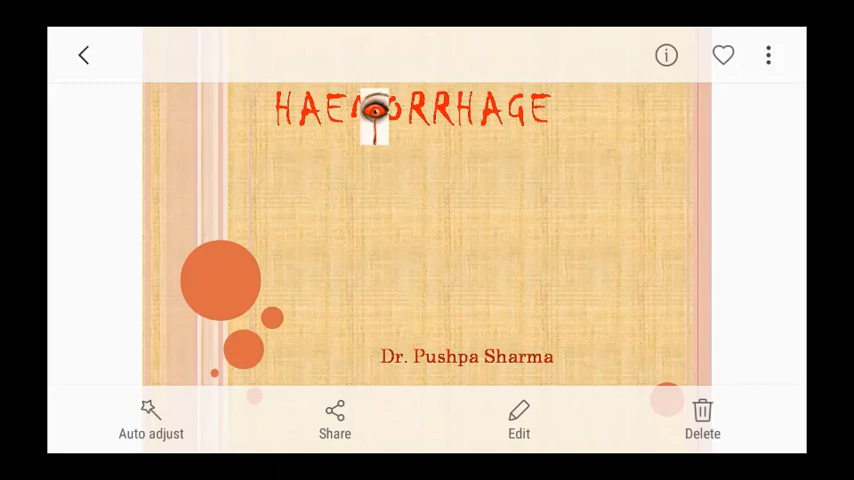 HAEMORRHAGE
Dr. Pushpa Sharma
Auto adjust
Share
Edit
Delete